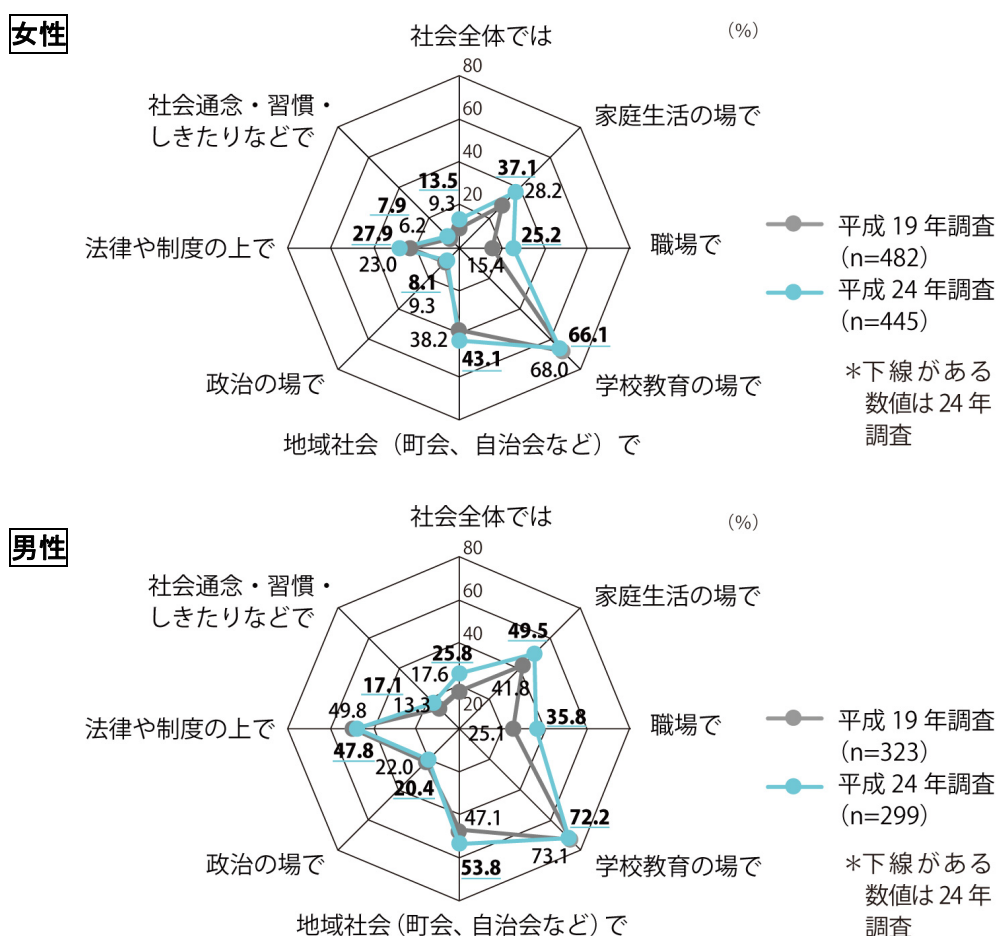 女性
社会全体では
（%）
80
社会通念・習慣・
しきたりなどで
家庭生活の場で
60
40
37.1
13.5
20
28.2
7.9
9.3
6.2
27.9
25.2
法律や制度の上で
職場で
23.0
15.4
8.1
9.3
38.2
66.1
43.1
68.0
政治の場で
学校教育の場で
地域社会（町会、自治会など）で
平成 19 年調査
（n=482）
平成 24 年調査
（n=445）
＊下線がある
数値は 24 年
調査
男性
社会全体では
（%）
80
社会通念・習慣・
しきたりなどで
家庭生活の場で
60
40
49.5
25.8
17.6
17.1
41.8
13.3
20
49.8
35.8
法律や制度の上で
職場で
25.1
47.8
22.0
20.4
47.1
72.2
73.1
53.8
政治の場で
学校教育の場で
地域社会（町会、自治会など）で
平成 19 年調査
（n=323）
平成 24 年調査
（n=299）
＊下線がある
数値は 24 年
調査